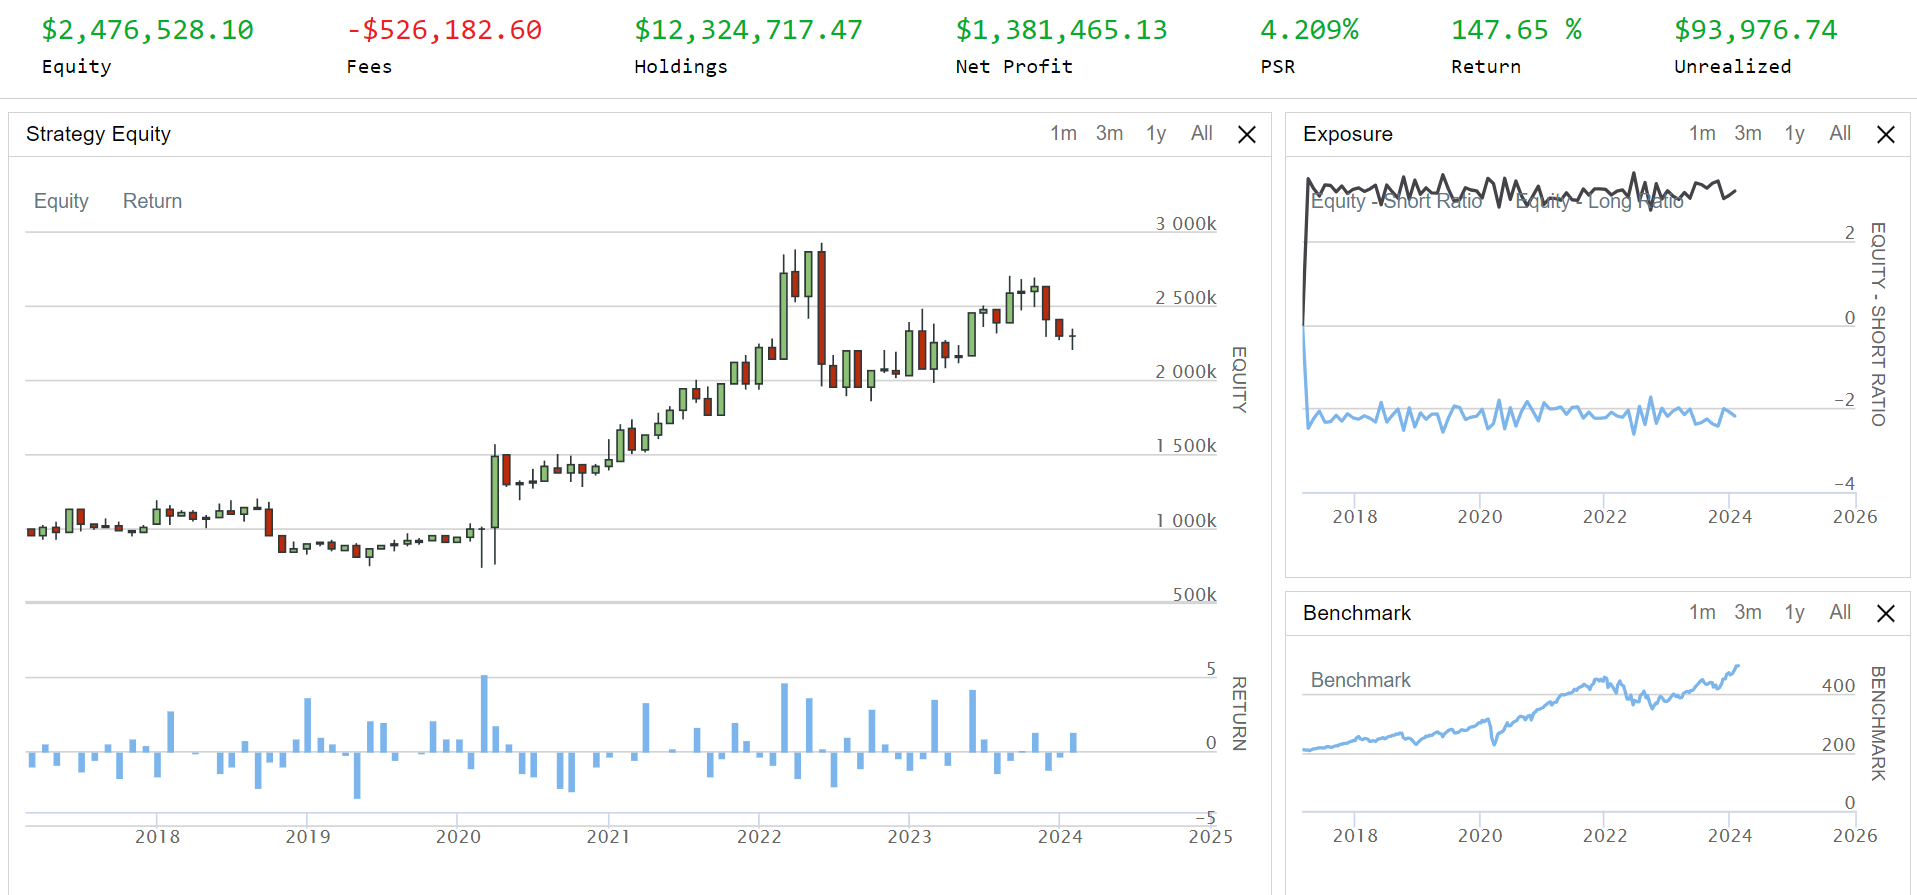 $2,476,528.10 -$526,182.60 $12,324,717.47 $1,381,465.13 4.209% 147.65 % $93,976.74
Equity Fees Holdings Net Profit PSR Return Unrealized
Strategy Equity 1m 3m 1y All
Equity Return
3 000k
2 500k
2 000k
1 500k
1 000k
500k
EQUITY
5
0
-5
RETURN
2018 2019 2020 2021 2022 2023 2024 2025
Exposure 1m 3m 1y All
Equity - Short Ratio Equity - Long Ratio
2
0
-2
-4
EQUITY - SHORT RATIO
2018 2020 2022 2024 2026
Benchmark 1m 3m 1y All
Benchmark
400
200
0
BENCHMARK
2018 2020 2022 2024 2026